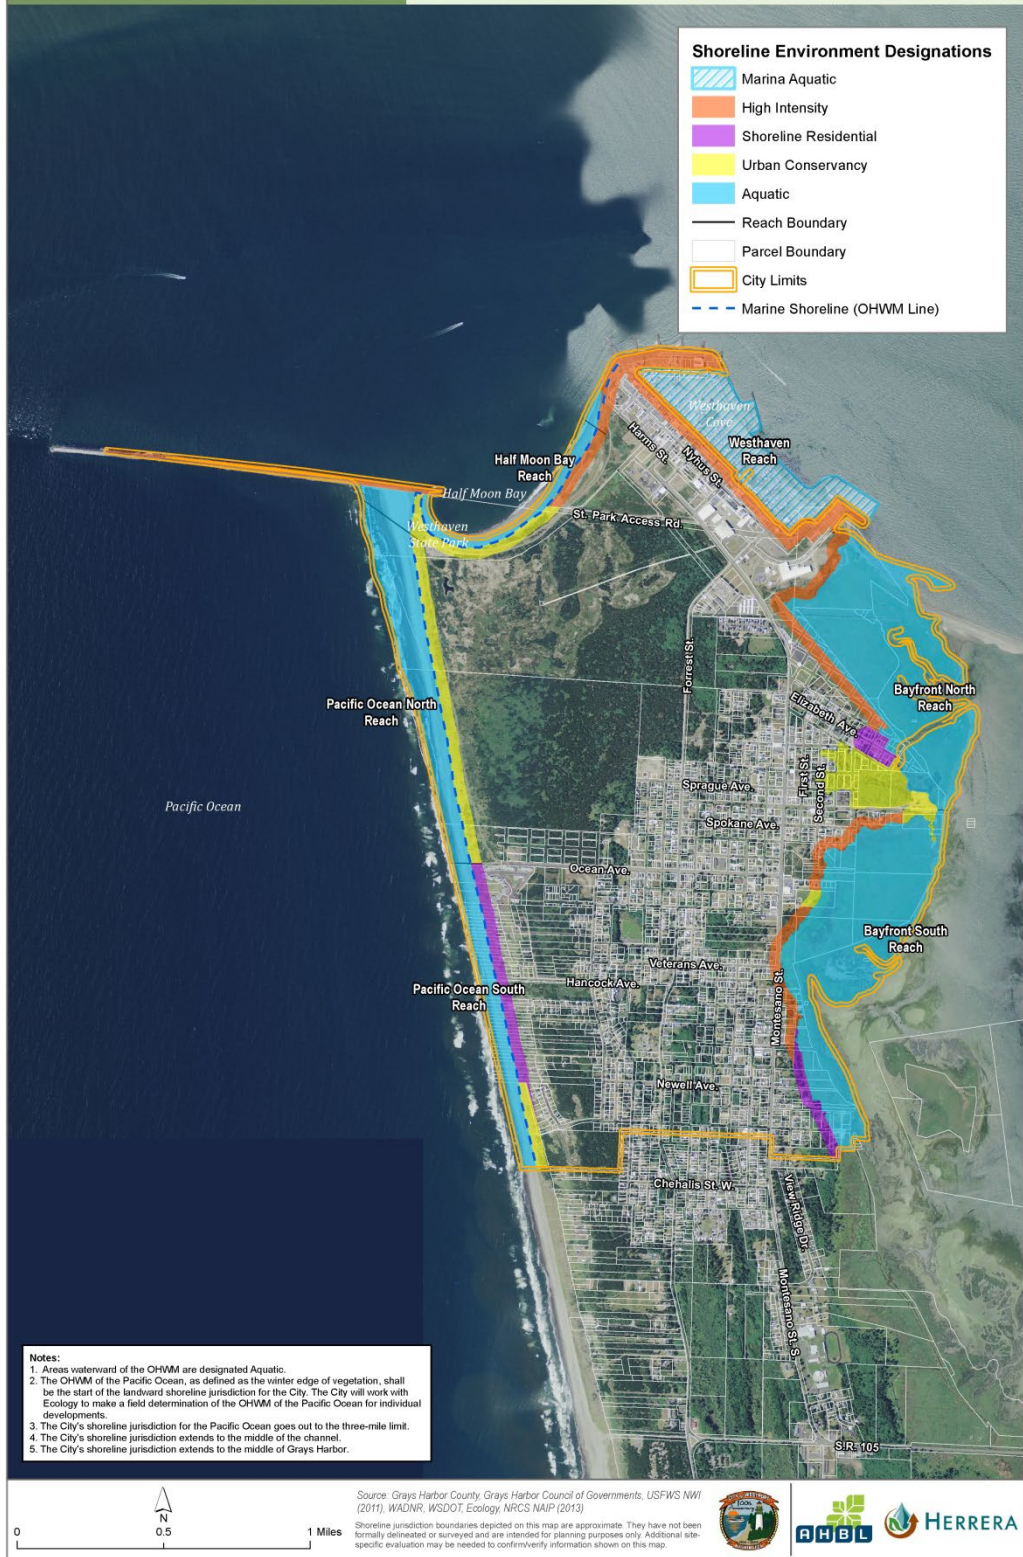 Shoreline Environment Designations
Marina Aquatic
High Intensity
Shoreline Residential
Urban Conservancy
Aquatic
Reach Boundary
Parcel Boundary
City Limits
Marine Shoreline (OHWM Line)
Westhaven
Cove
Westhaven
Reach
Harms St.
Nyhus St.
Half Moon Bay
Reach
Half Moon Bay
St. Park Access Rd.
Westhaven
State Park
Forrest St.
Pacific Ocean North
Reach
Bayfront North
Reach
Elizabeth Ave.
First St.
Second St.
Sprague Ave.
Spokane Ave.
Pacific Ocean
Ocean Ave.
Bayfront South
Reach
Veterans Ave.
Hancock Ave.
Pacific Ocean South
Reach
Montesano St.
Newell Ave.
Chehalis St. W.
View Ridge Dr.
Montesano St. S.
S.R. 105
Notes:
1. Areas waterward of the OHWM are designated Aquatic.
2. The OHWM of the Pacific Ocean, as defined as the winter edge of vegetation, shall
be the start of the landward shoreline jurisdiction for the City. The City will work with
Ecology to make a field determination of the OHWM of the Pacific Ocean for individual
developments.
3. The City's shoreline jurisdiction for the Pacific Ocean goes out to the three-mile limit.
4. The City's shoreline jurisdiction extends to the middle of the channel.
5. The City's shoreline jurisdiction extends to the middle of Grays Harbor.
N
0 0.5 1 Miles
Source: Grays Harbor County, Grays Harbor Council of Governments, USFWS NWI
(2011), WADNR, WSDOT, Ecology, NRCS NAIP (2013)
Shoreline jurisdiction boundaries depicted on this map are approximate. They have not been
formally delineated or surveyed and are intended for planning purposes only. Additional site-
specific evaluation may be needed to confirm/verify information shown on this map.
AHBL
HERRERA